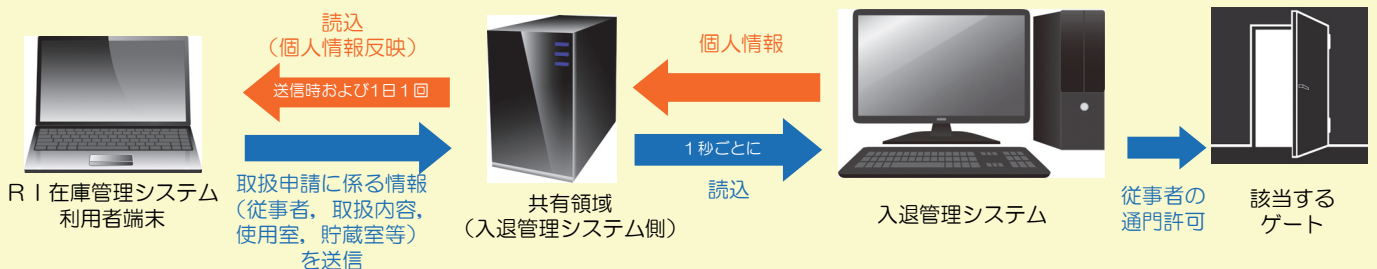 読込
（個人情報反映）
送信時および1日1回
ＲＩ在庫管理システム
利用者端末
取扱申請に係る情報
（従事者，取扱内容，
使用室，貯蔵室等）
を送信
共有領域
（入退管理システム側）
個人情報
1秒ごとに
読込
入退管理システム
従事者の
通門許可
該当する
ゲート